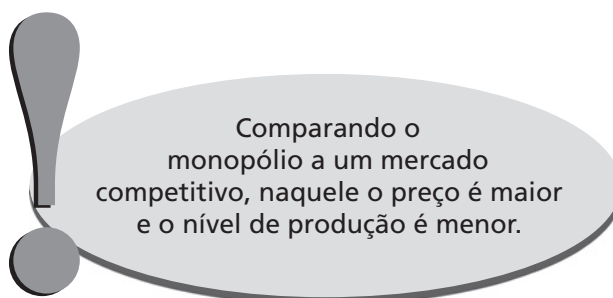 Comparando o
monopólio a um mercado
competitivo, naquele o preço é maior
e o nível de produção é menor.